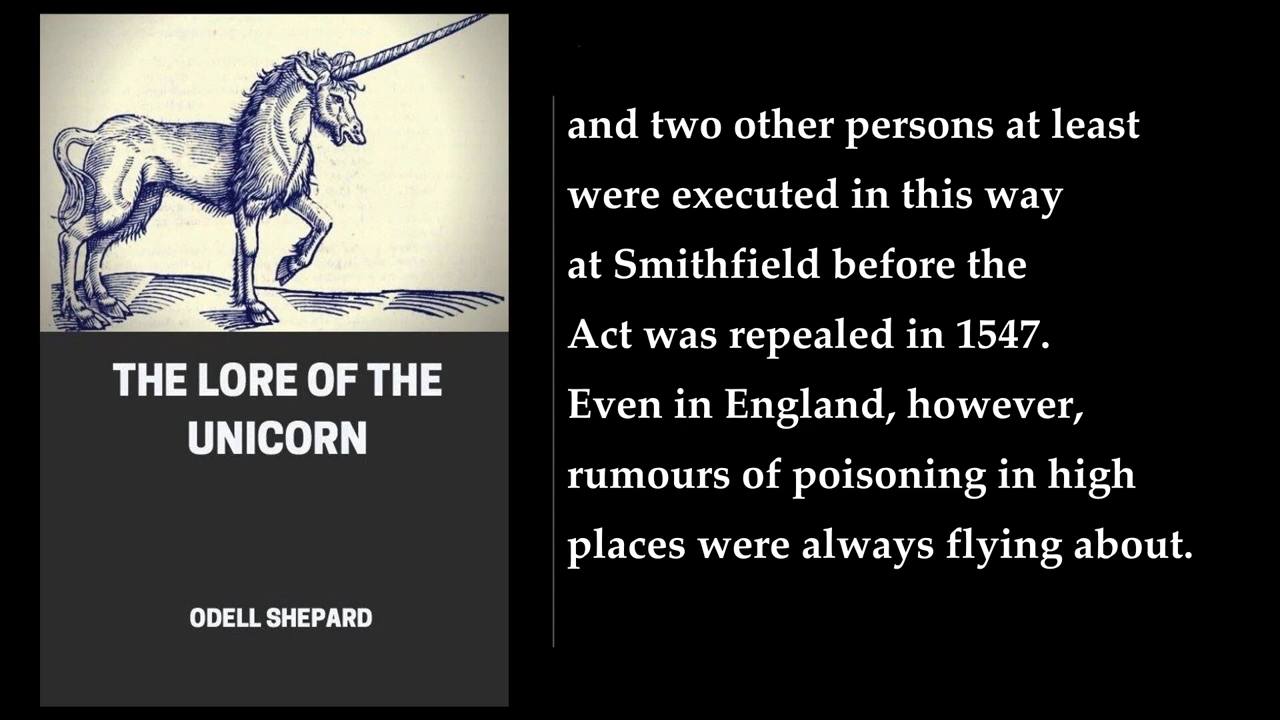 THE LORE OF THE
UNICORN
ODELL SHEPARD
and two other persons at least
were executed in this way
at Smithfield before the
Act was repealed in 1547.
Even in England, however,
rumours of poisoning in high
places were always flying about.